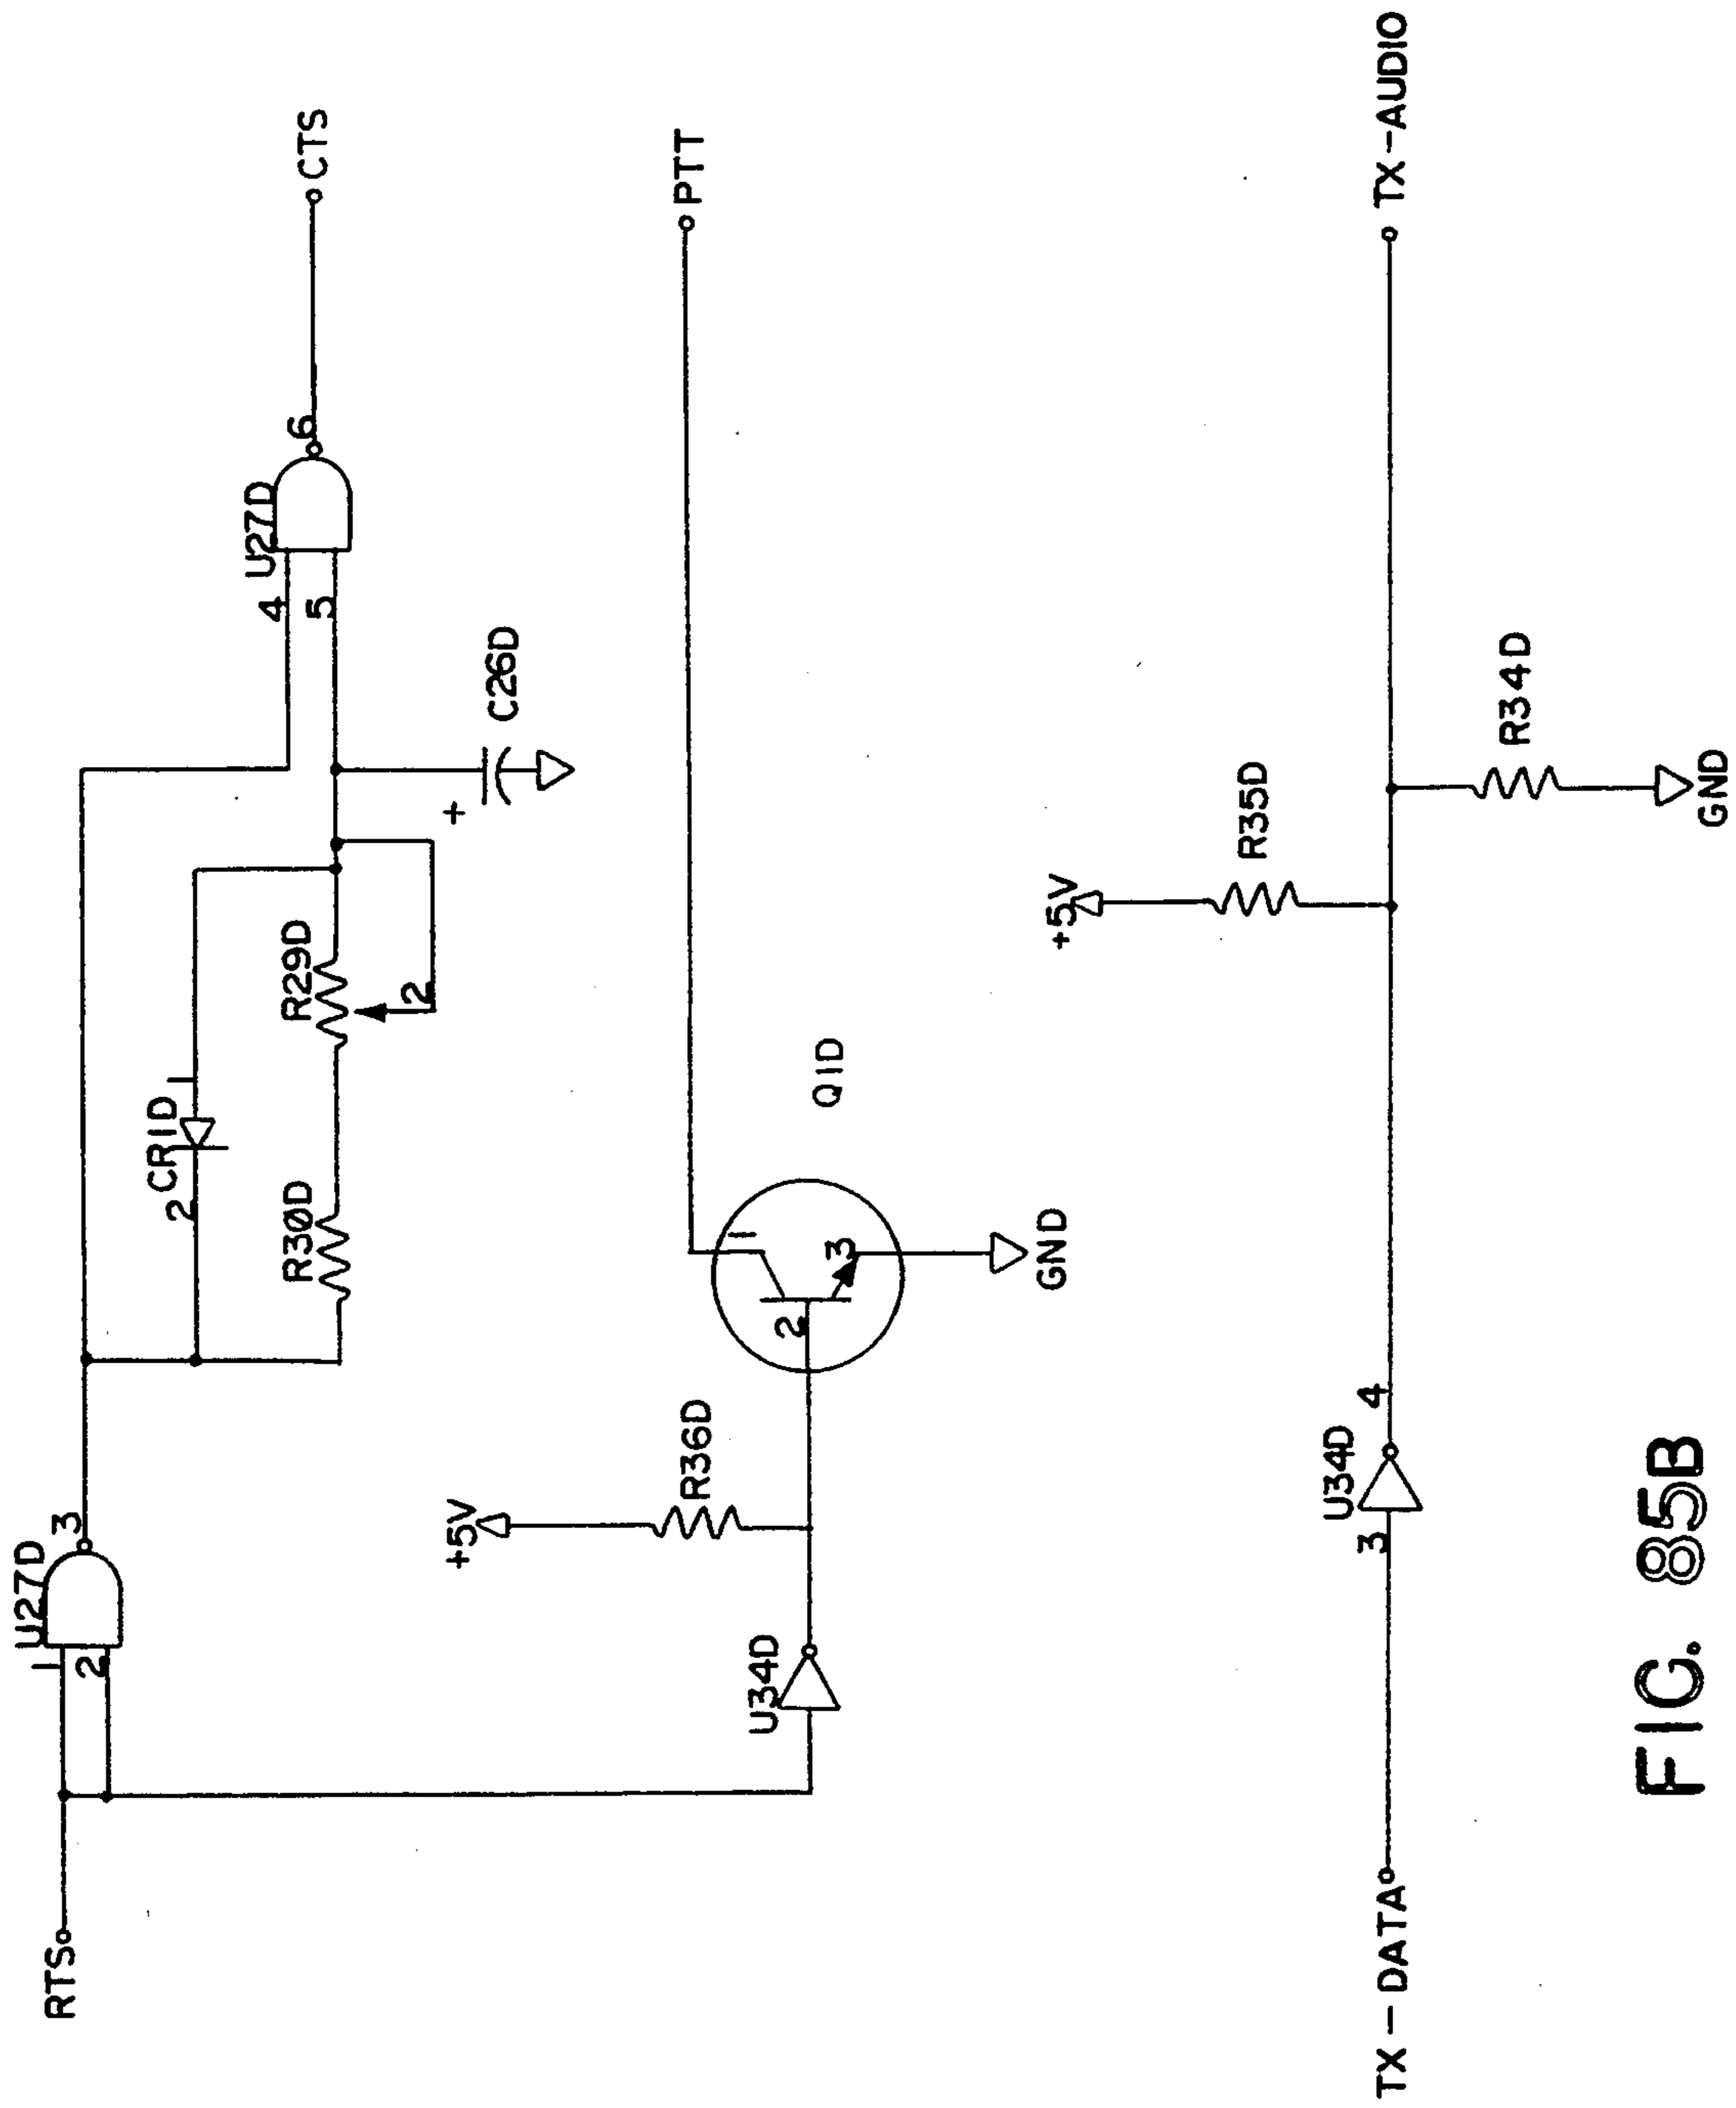 RTS
U27D
1
2
3
CR1D
2
1
R30D
R29D
2
C26D
+
4
5
U27D
6
CTS
U34D
+5V
R36D
2
1
3
Q1D
GND
PTT
TX-DATA
3
U34D
4
+5V
R35D
R34D
GND
TX-AUDIO
FIG. 85B